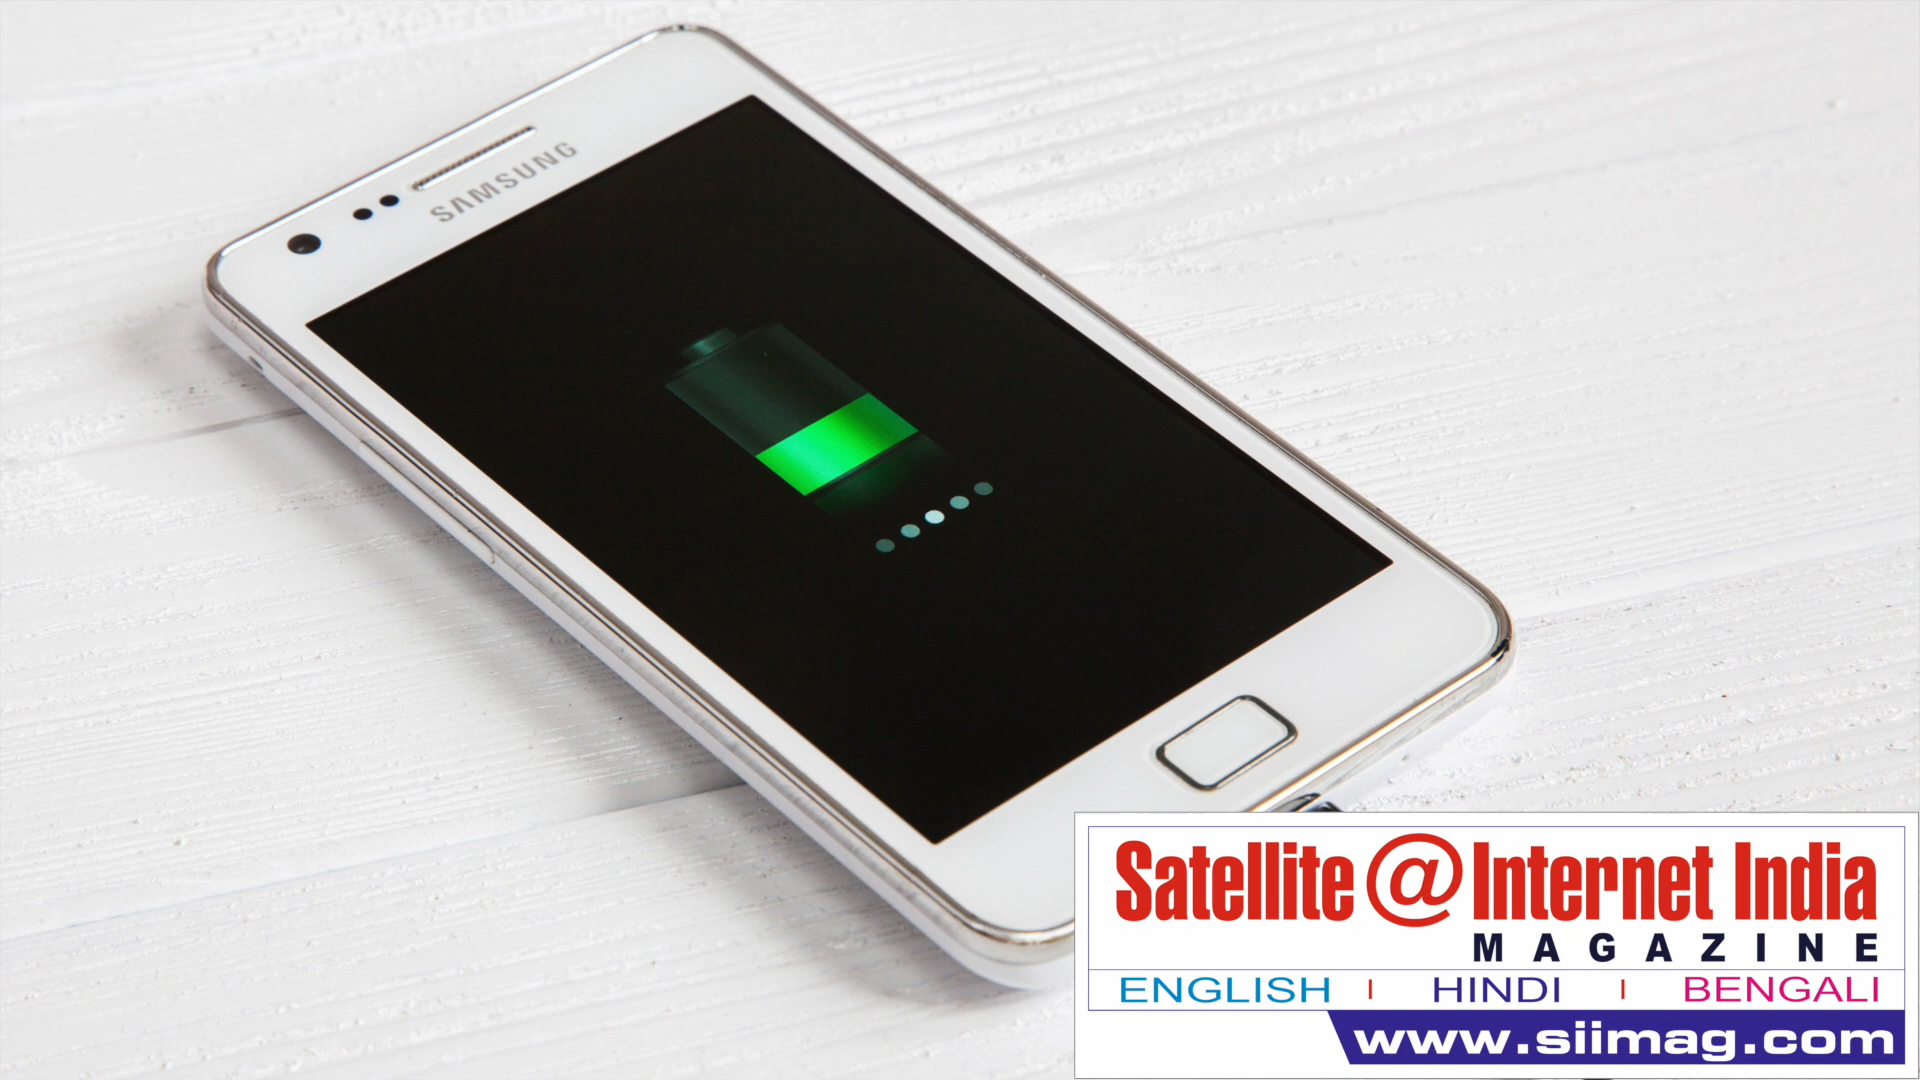 SAMSUNG
Satellite @ Internet India
MAGAZINE
ENGLISH | HINDI | BENGALI
www.siimag.com